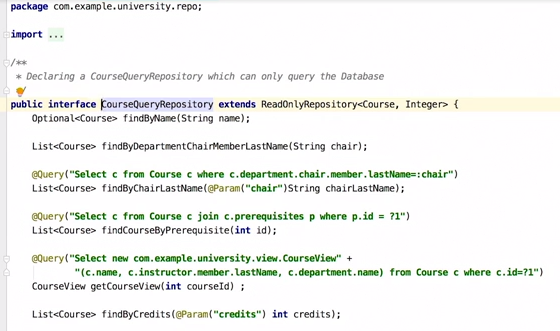 package com.example.university.repo;
import ...
/**
* Declaring a CourseQueryRepository which can only query the Database
public interface CourseQueryRepository extends ReadOnlyRepository<Course, Integer> {
Optional<Course> findByName(String name);
List<Course> findByDepartmentChairMemberLastName(String chair);
@Query("Select c from Course c where c.department.chair.member.lastName=:chair")
List<Course> findByChairLastName(@Param("chair")String chairLastName);
@Query("Select c from Course c join c.prerequisites p where p.id = ?1")
List<Course> findCourseByPrerequisite(int id);
@Query("Select new com.example.university.view.CourseView" +
"(c.name, c.instructor.member.lastName, c.department.name) from Course c where c.id=?1")
CourseView getCourseView(int courseId) ;
List<Course> findByCredits(@Param("credits") int credits);